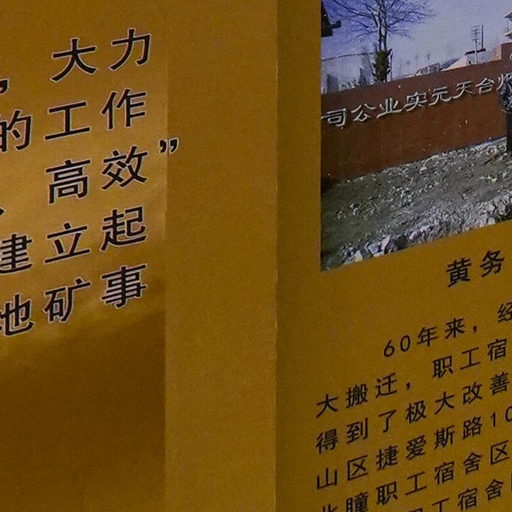 ，大力
的工作
、高效”
建立起
地矿事
司公业实元天台烟
黄务
60年来，经
大搬迁，职工宿
得到了极大改善
山区捷爱斯路10
职工宿舍区
工宿舍